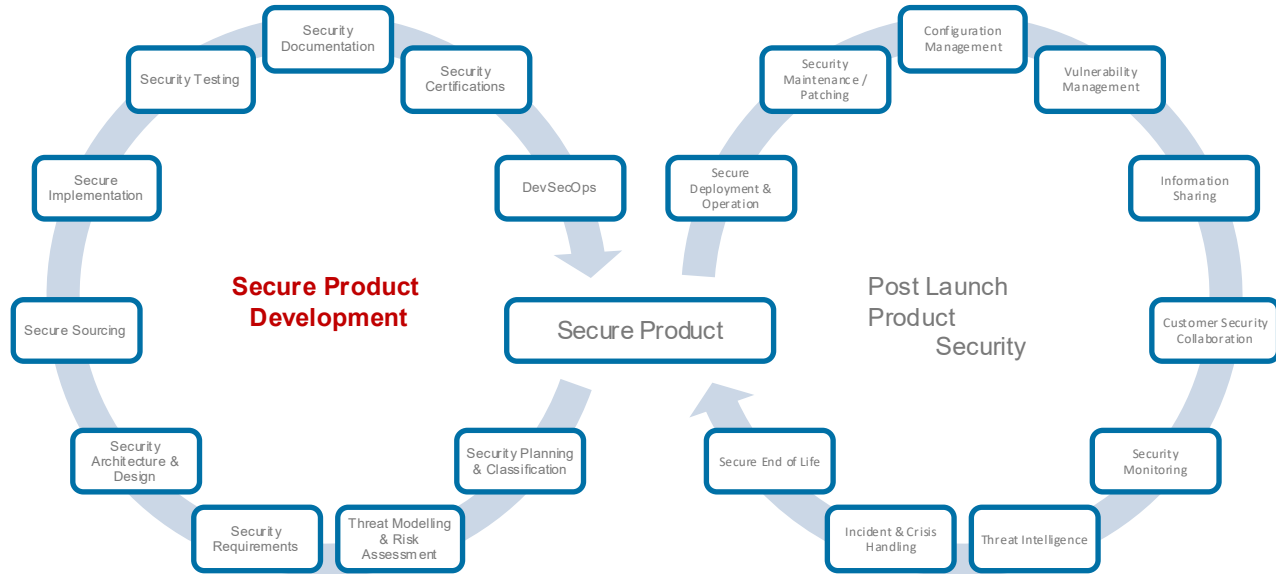 Security
Documentation
Security Testing
Security
Certifications
Secure
Implementation
DevSecOps
Secure Product
Development
Secure Sourcing
Security
Architecture &
Design
Security
Requirements
Threat Modelling
& Risk
Assessment
Security Planning
& Classification
Secure Product
Configuration
Management
Security
Maintenance /
Patching
Vulnerability
Management
Secure
Deployment &
Operation
Information
Sharing
Post Launch
Product
Security
Customer Security
Collaboration
Security
Monitoring
Threat Intelligence
Incident & Crisis
Handling
Secure End of Life